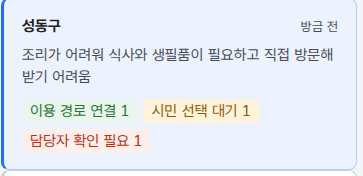 성동구 방금 전
조리가 어려워 식사와 생필품이 필요하고 직접 방문해
받기 어려움
이용 경로 연결 1 시민 선택 대기 1
담당자 확인 필요 1